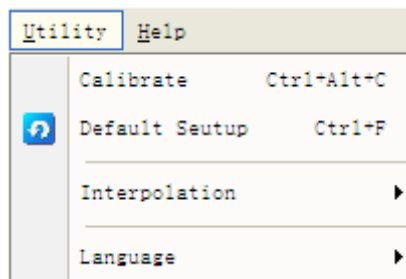 Utility Help
Calibrate Ctrl+Alt+C
Default Seutup Ctrl+F
Interpolation
Language